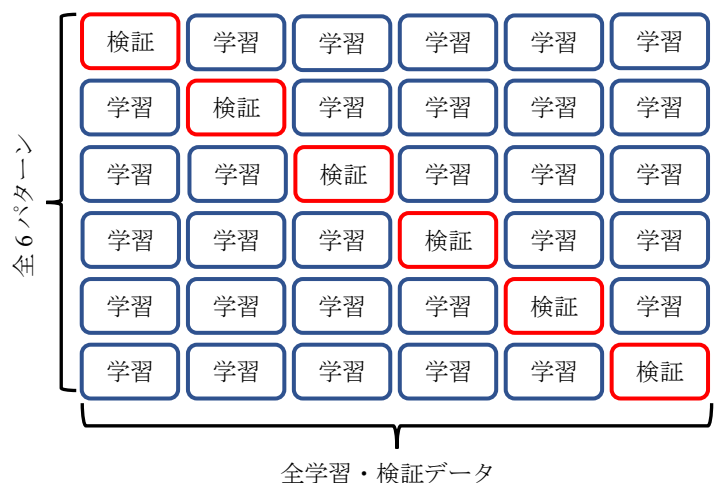 検証 学習 学習 学習 学習 学習
学習 検証 学習 学習 学習 学習
学習 学習 検証 学習 学習 学習
学習 学習 学習 検証 学習 学習
学習 学習 学習 学習 検証 学習
学習 学習 学習 学習 学習 検証
全6パターン
全学習・検証データ